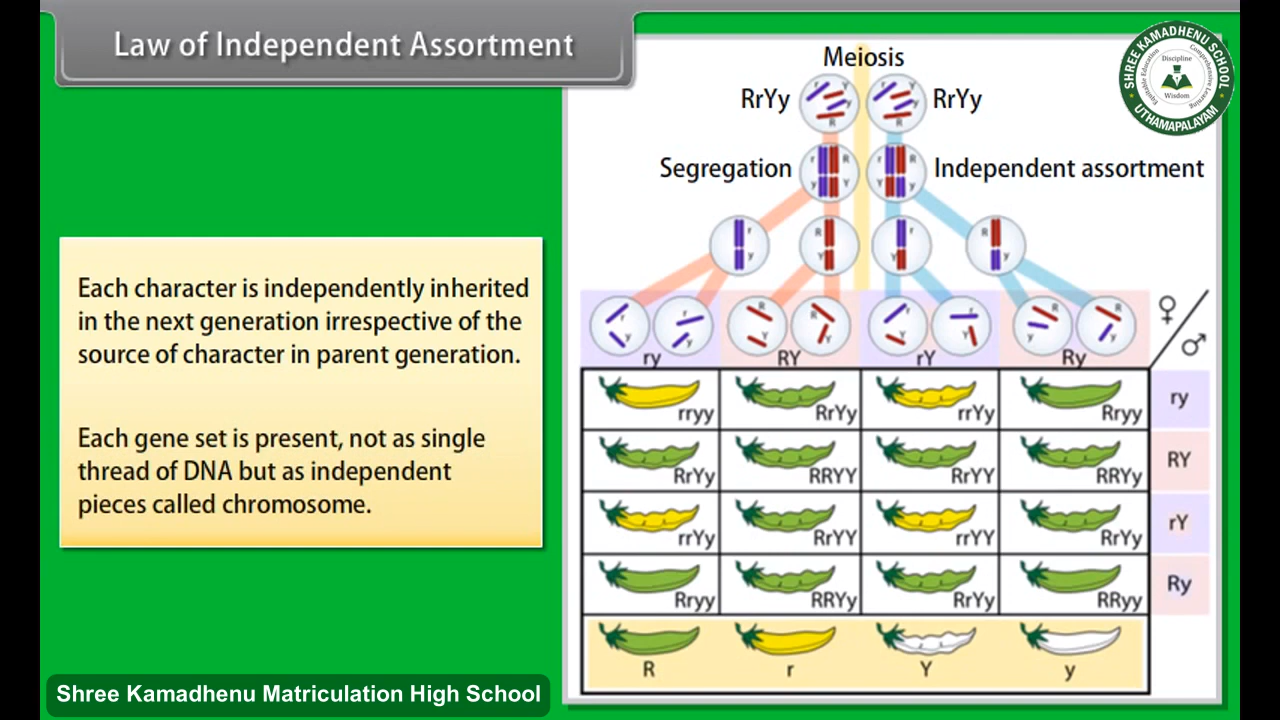 Law of Independent Assortment
SHREE KAMADHENU SCHOOL
UTHAMAPALAYAM
Equitable Education
Comprehensive Learning
Discipline
Wisdom
Each character is independently inherited
in the next generation irrespective of the
source of character in parent generation.
Each gene set is present, not as single
thread of DNA but as independent
pieces called chromosome.
Meiosis
RrYy RrYy
Segregation Independent assortment
r R r R
y Y Y y
r R r R
y Y Y y
r r R R r r R R
y y Y Y Y y y
ry RY rY Ry
♀/♂
rryy RrYy rrYy Rryy ry
RrYy RRYY RrYY RRYy RY
rrYy RrYY rrYY RrYy rY
Rryy RRYy RrYy RRyy Ry
R r Y y
Shree Kamadhenu Matriculation High School